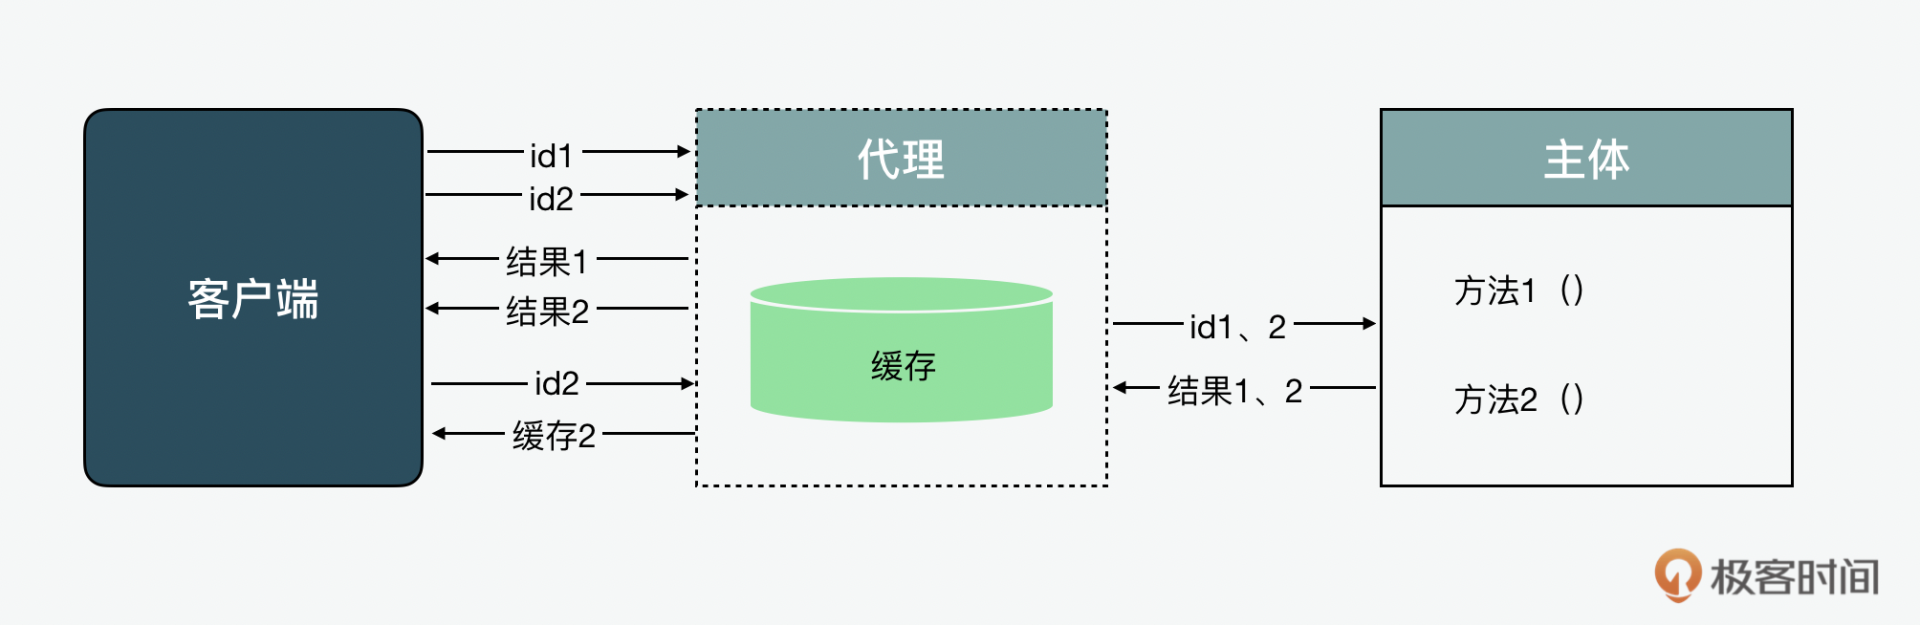 客户端
id1
id2
结果1
结果2
id2
缓存2
代理
缓存
id1、2
结果1、2
主体
方法1（）
方法2（）
极客时间